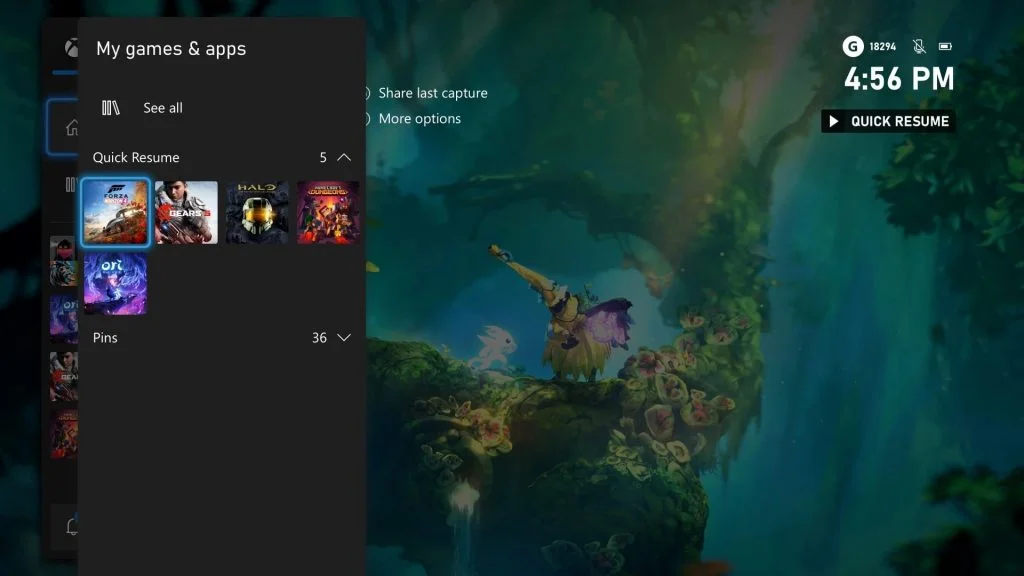 My games & apps
See all
Share last capture
More options
Quick Resume 5
FORZA
GEARS 5
HALO
MINECRAFT
DUNGEONS
ori
Pins 36
G 18294
4:56 PM
QUICK RESUME